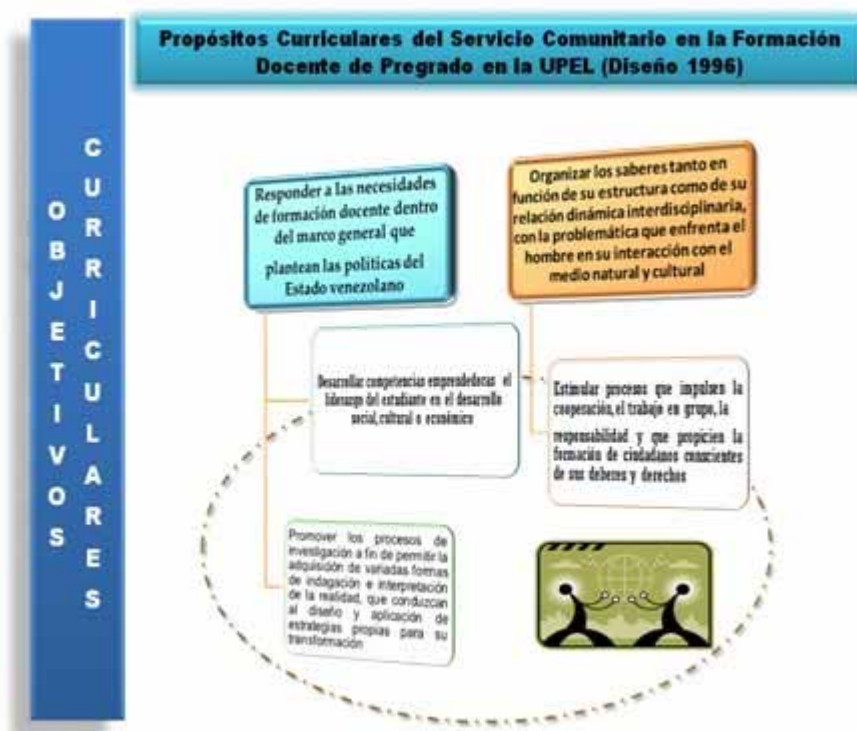 Propósitos Curriculares del Servicio Comunitario en la Formación
Docente de Pregrado en la UPEL (Diseño 1996)
OBJETIVOS
CURRICULARES
Responder a las necesidades
de formación docente dentro
del marco general que
plantean las políticas del
Estado venezolano
Organizar los saberes tanto en
función de su estructura como de su
relación dinámica interdisciplinaria,
con la problemática que enfrenta el
hombre en su interacción con el
medio natural y cultural
Desarrollar competencias emprendedoras el
liderazgo del estudiante en el desarrollo
social, cultural o económico
Estimular procesos que impulsen la
cooperación, el trabajo en grupo, la
responsabilidad y que propicien la
formación de ciudadanos conscientes
de sus deberes y derechos
Promover los procesos de
investigación a fin de permitir la
adquisición de variadas formas
de indagación e interpretación
de la realidad, que conduzcan
al diseño y aplicación de
estrategias propias para su
transformación